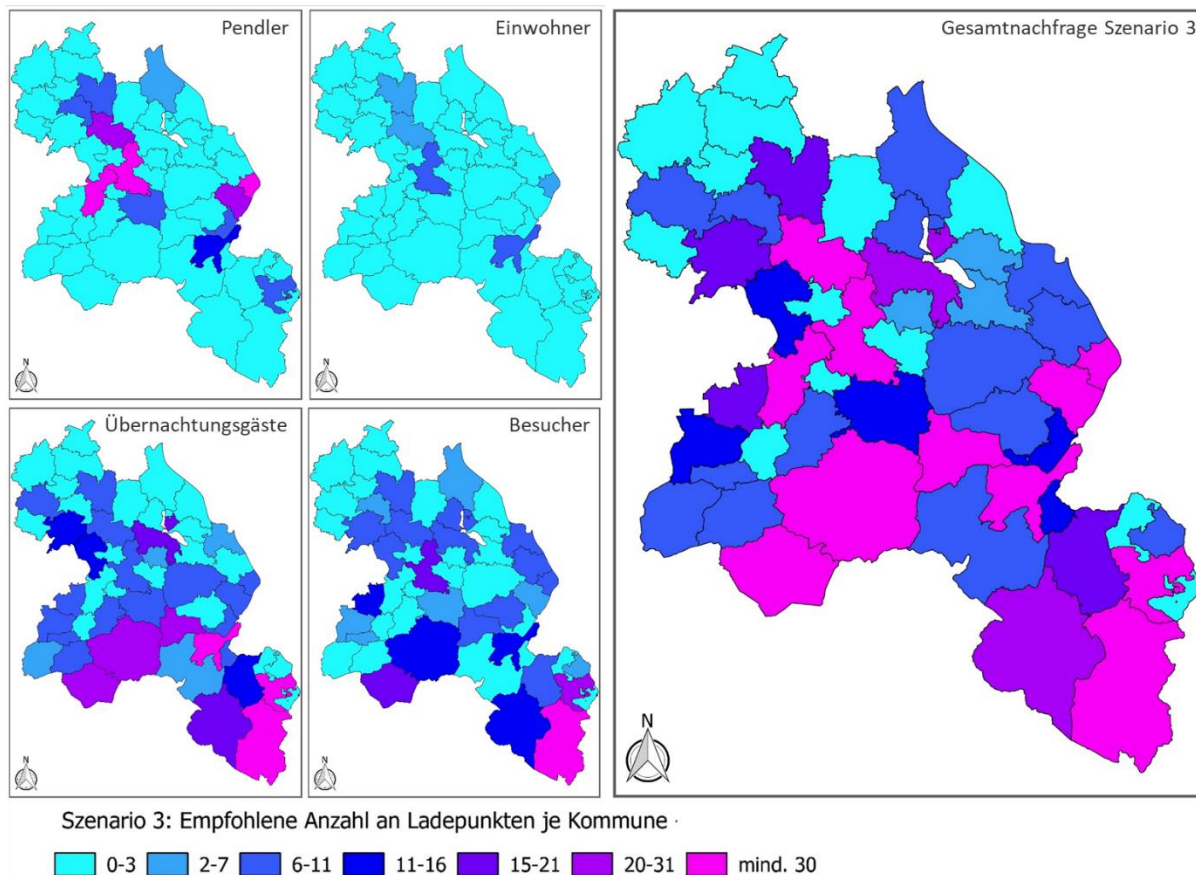 Pendler
Einwohner
Gesamtnachfrage Szenario 3
N
N
Übernachtungsgäste
Besucher
N
N
N
Szenario 3: Empfohlene Anzahl an Ladepunkten je Kommune
0-3
2-7
6-11
11-16
15-21
20-31
mind. 30